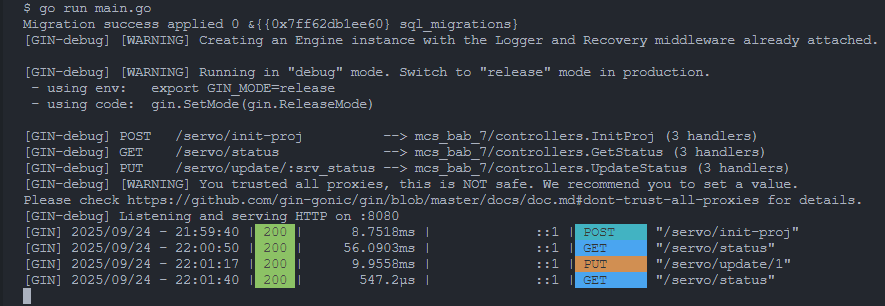 $ go run main.go
Migration success applied 0 &{{0x7ff62db1ee60} sql_migrations}
[GIN-debug] [WARNING] Creating an Engine instance with the Logger and Recovery middleware already attached.
[GIN-debug] [WARNING] Running in "debug" mode. Switch to "release" mode in production.
 - using env:   export GIN_MODE=release
 - using code:  gin.SetMode(gin.ReleaseMode)
[GIN-debug] POST   /servo/init-proj          --> mcs_bab_7/controllers.InitProj (3 handlers)
[GIN-debug] GET    /servo/status             --> mcs_bab_7/controllers.GetStatus (3 handlers)
[GIN-debug] PUT    /servo/update/:srv_status --> mcs_bab_7/controllers.UpdateStatus (3 handlers)
[GIN-debug] [WARNING] You trusted all proxies, this is NOT safe. We recommend you to set a value.
Please check https://github.com/gin-gonic/gin/blob/master/docs/doc.md#dont-trust-all-proxies for details.
[GIN-debug] Listening and serving HTTP on :8080
[GIN] 2025/09/24 - 21:59:40 | 200 |      8.7518ms |             ::1 | POST     "/servo/init-proj"
[GIN] 2025/09/24 - 22:00:50 | 200 |     56.0903ms |             ::1 | GET      "/servo/status"
[GIN] 2025/09/24 - 22:01:17 | 200 |      9.9558ms |             ::1 | PUT      "/servo/update/1"
[GIN] 2025/09/24 - 22:01:40 | 200 |       547.2µs |             ::1 | GET      "/servo/status"